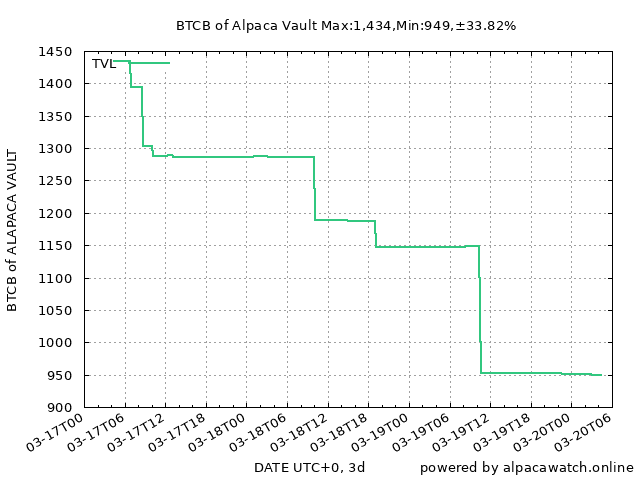 BTCB of Alpaca Vault Max:1,434,Min:949,±33.82%
1450
1400
1350
1300
1250
1200
1150
1100
1050
1000
950
900
TVL
BTCB of ALAPACA VAULT
03-17T00
03-17T06
03-17T12
03-17T18
03-18T00
03-18T06
03-18T12
03-18T18
03-19T00
03-19T06
03-19T12
03-19T18
03-20T00
03-20T06
DATE UTC+0, 3d
powered by alpacawatch.online